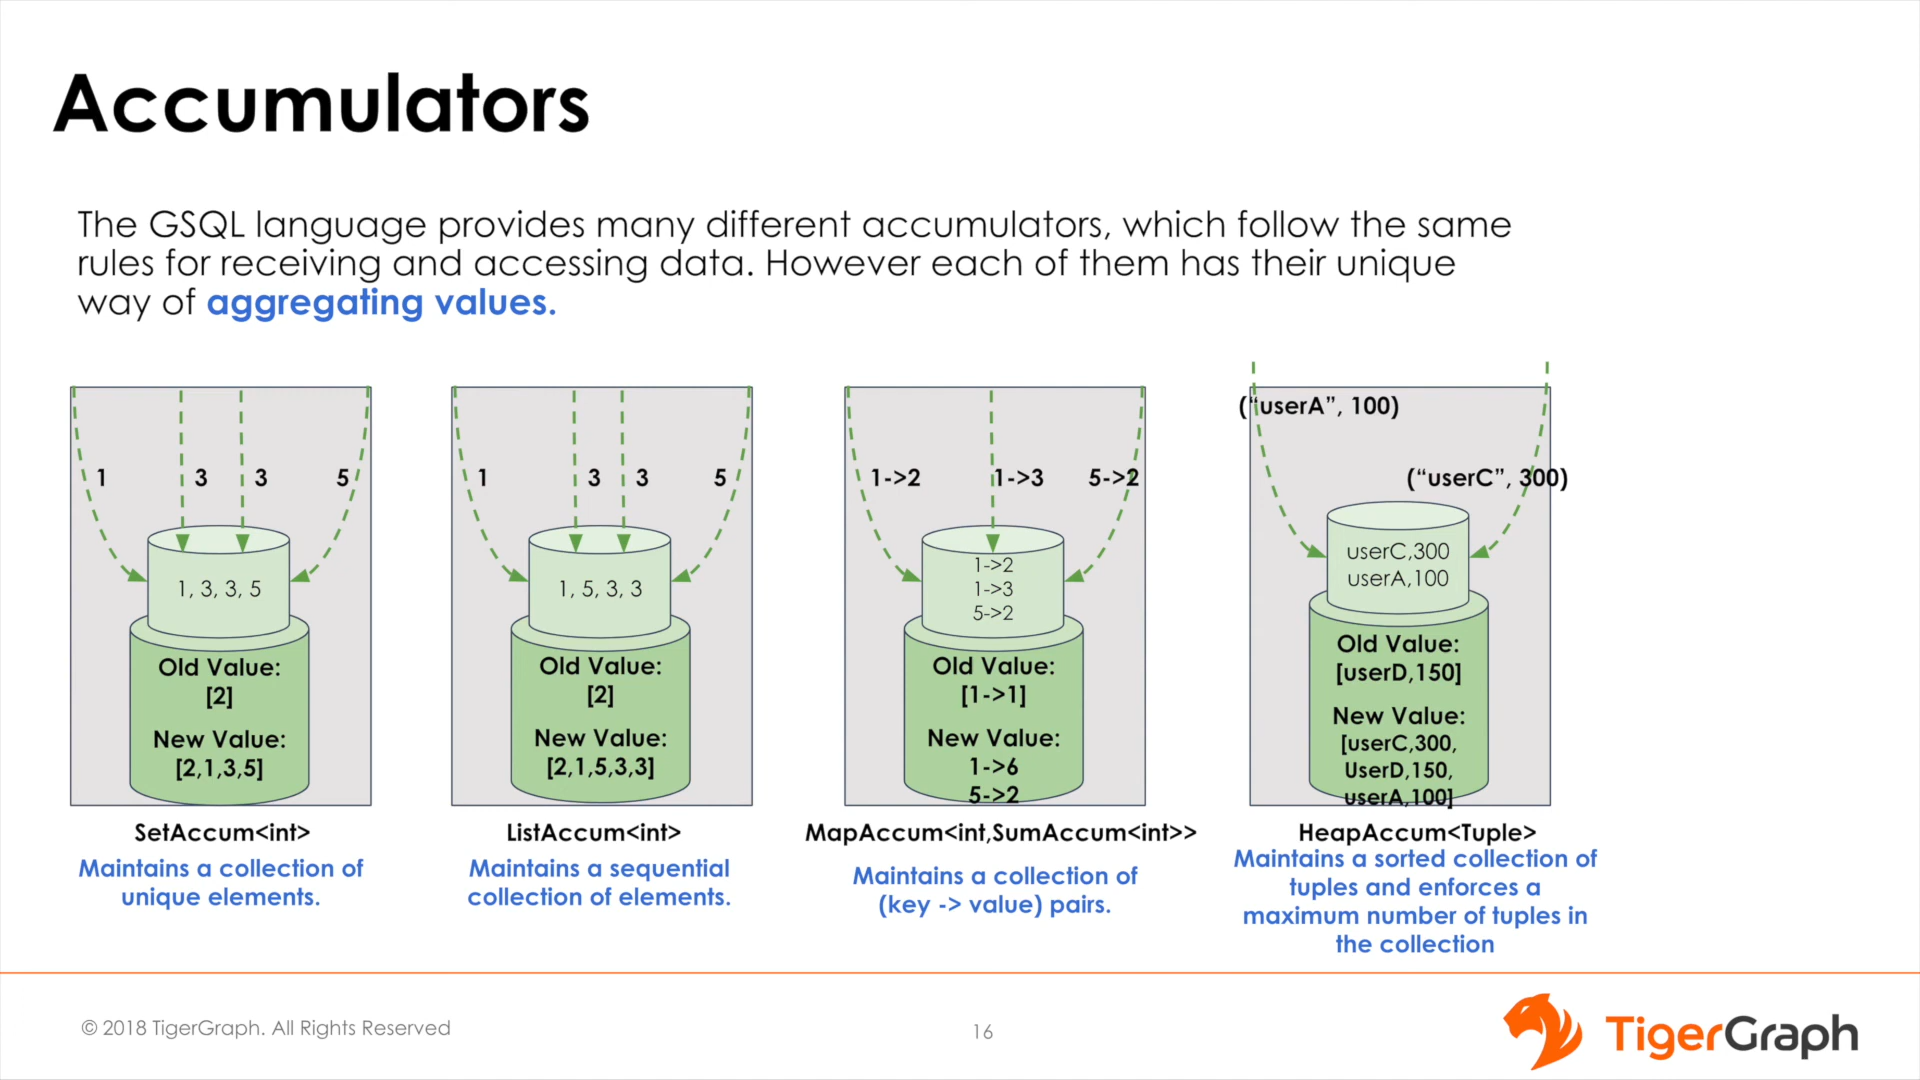 Accumulators
The GSQL language provides many different accumulators, which follow the same
rules for receiving and accessing data. However each of them has their unique
way of aggregating values.
1 3 3 5
1, 3, 3, 5
Old Value:
[2]
New Value:
[2,1,3,5]
SetAccum<int>
Maintains a collection of
unique elements.
1 3 3 5
1, 5, 3, 3
Old Value:
[2]
New Value:
[2,1,5,3,3]
ListAccum<int>
Maintains a sequential
collection of elements.
1->2 1->3 5->2
1->2
1->3
5->2
Old Value:
[1->1]
New Value:
1->6
5->2
MapAccum<int,SumAccum<int>>
Maintains a collection of
(key -> value) pairs.
(“userA”, 100)
(“userC”, 300)
userC,300
userA,100
Old Value:
[userD,150]
New Value:
[userC,300,
UserD,150,
userA,100]
HeapAccum<Tuple>
Maintains a sorted collection of
tuples and enforces a
maximum number of tuples in
the collection
© 2018 TigerGraph. All Rights Reserved
16
TigerGraph